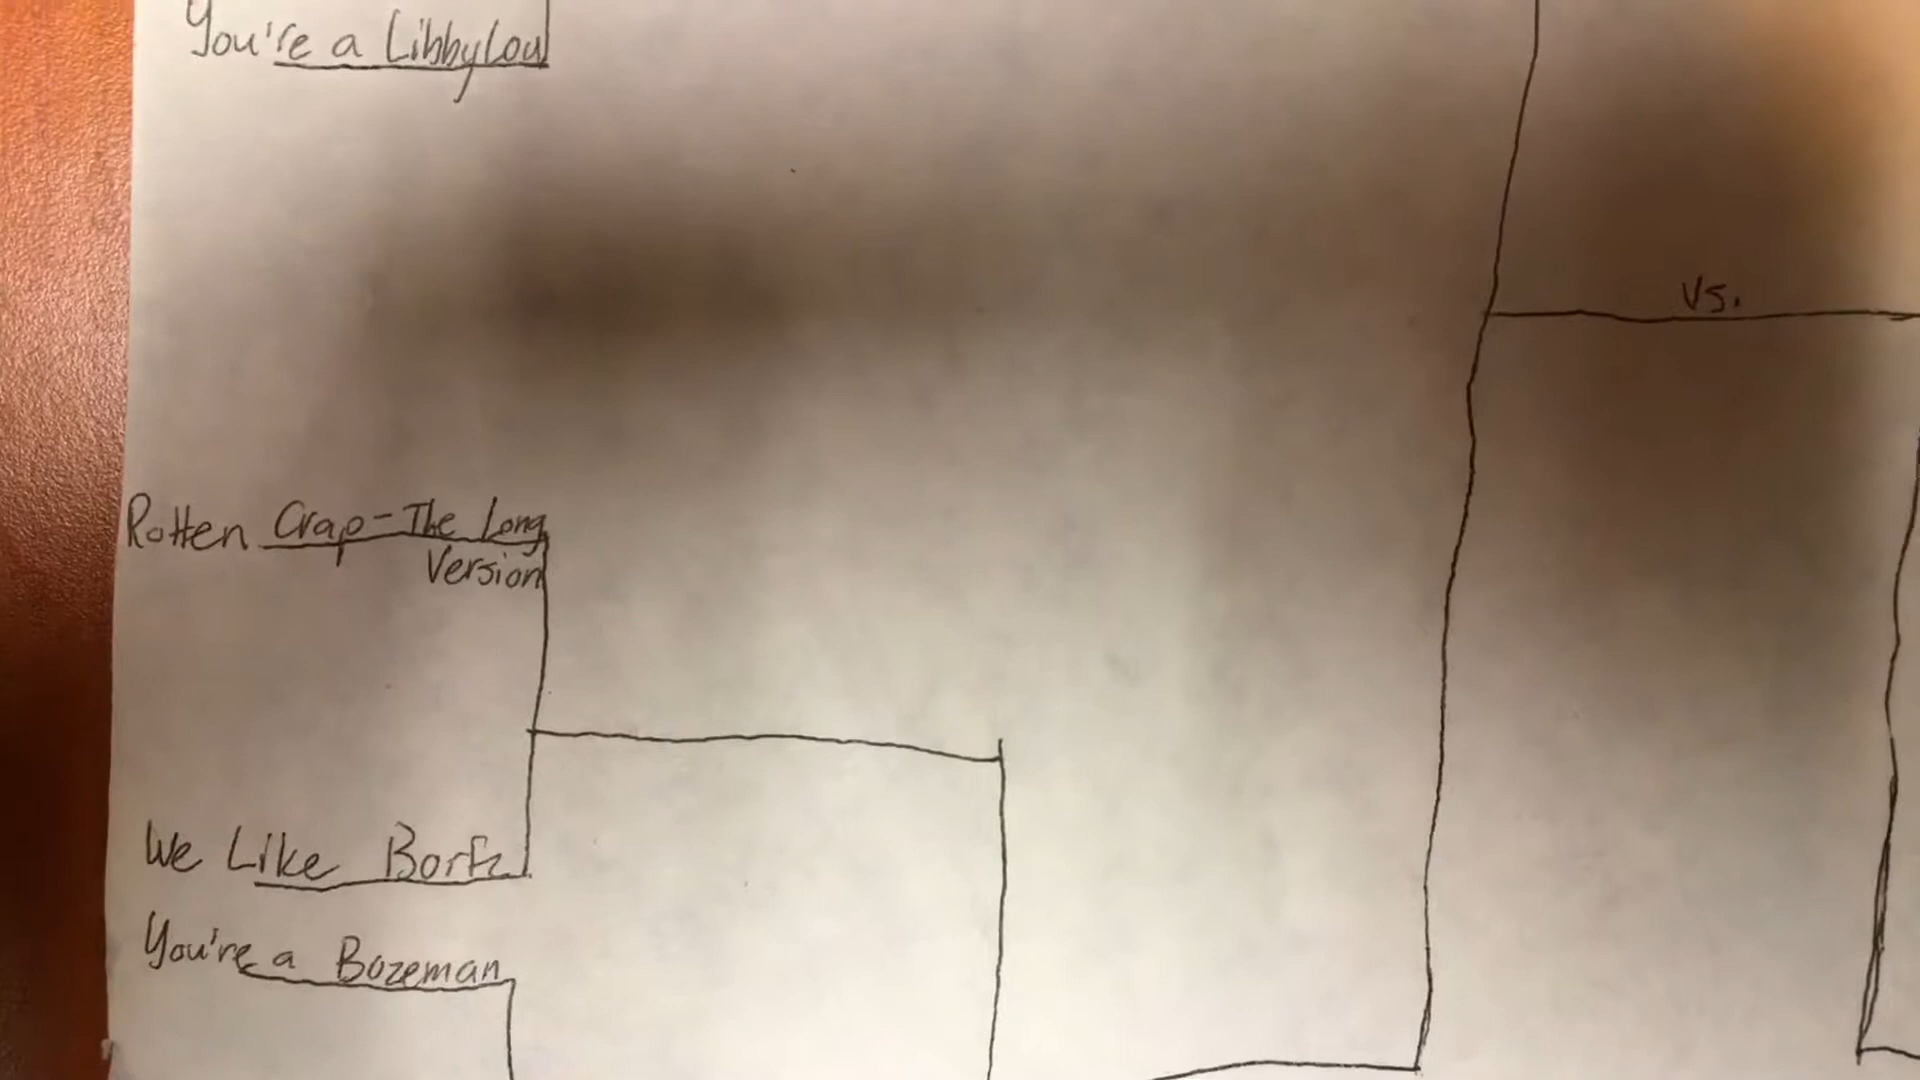 You're a LibbyLou
vs.
Rotten Crap-The Long
Version
We Like Borfz
You're a Bozeman